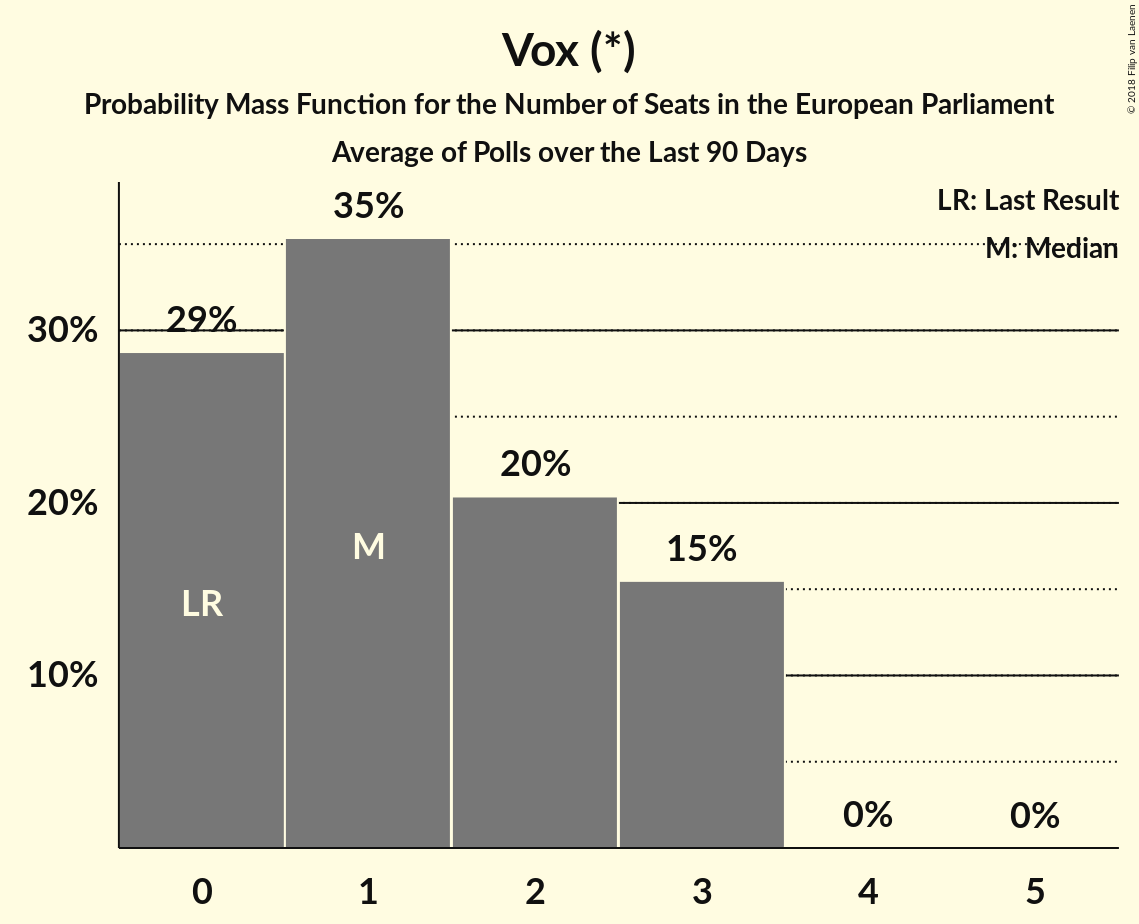 Vox (*)
Probability Mass Function for the Number of Seats in the European Parliament
Average of Polls over the Last 90 Days
© 2018 Filip van Laenen
LR: Last Result
M: Median
35%
29%
30%
20%
20%
15%
M
LR
10%
0%
0%
0
1
2
3
4
5